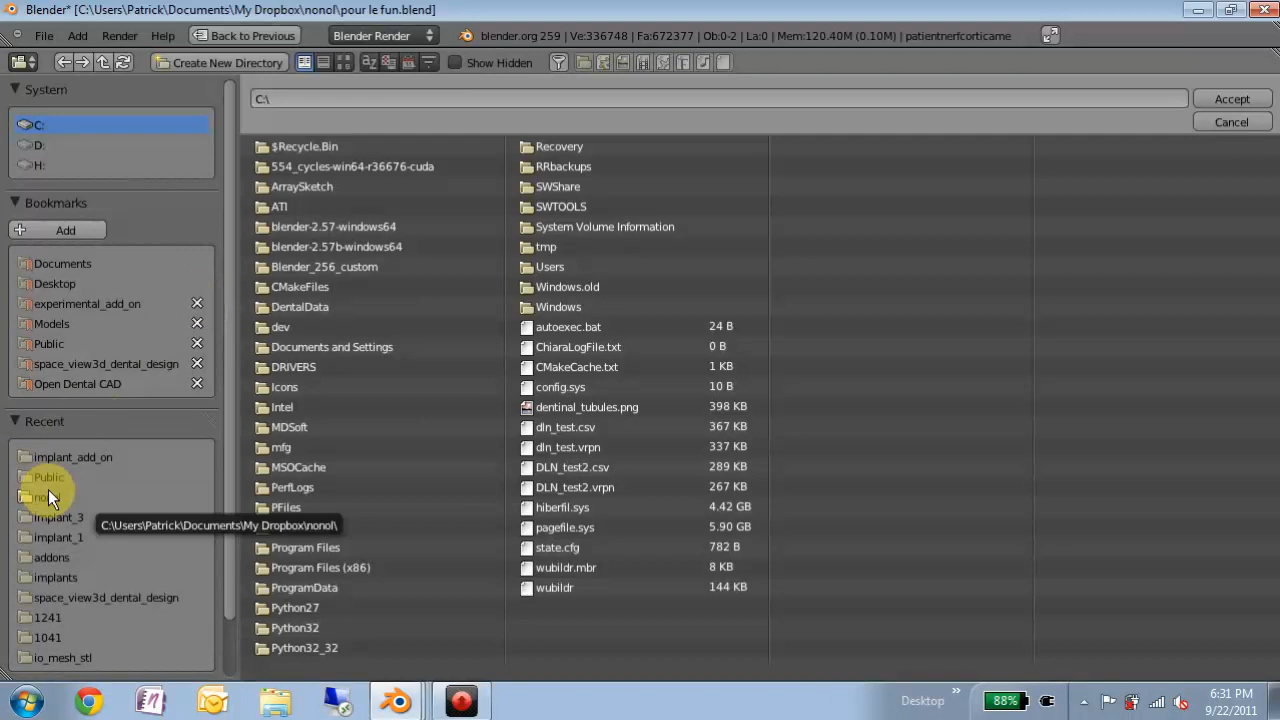 Blender* [C:\Users\Patrick\Documents\My Dropbox\nonol\pour le fun.blend]
File Add Render Help Back to Previous Blender Render blender.org 259 | Ve:336748 | Fa:672377 | Ob:0-2 | La:0 | Mem:120.40M (0.10M) | patientnerfcorticame
Create New Directory Show Hidden
System
C:
D:
H:
Bookmarks
Add
Documents
Desktop
experimental_add_on
Models
Public
space_view3d_dental_design
Open Dental CAD
Recent
implant_add_on
Public
implant_3
implant_1
addons
implants
space_view3d_dental_design
1241
1041
io_mesh_stl
C:\Users\Patrick\Documents\My Dropbox\nonol\
C:\ Accept
Cancel
$Recycle.Bin
554_cycles-win64-r36676-cuda
ArraySketch
ATI
blender-2.57-windows64
blender-2.57b-windows64
Blender_256_custom
CMakeFiles
DentalData
dev
Documents and Settings
DRIVERS
Icons
Intel
MDSoft
mfg
MSOCache
PerfLogs
PFiles
Program Files
Program Files (x86)
ProgramData
Python27
Python32
Python32_32
Recovery
RRbackups
SWShare
SWTOOLS
System Volume Information
tmp
Users
Windows.old
Windows
autoexec.bat 24 B
ChiaraLogFile.txt 0 B
CMakeCache.txt 1 KB
config.sys 10 B
dentinal_tubules.png 398 KB
dln_test.csv 367 KB
dln_test.vrpn 337 KB
DLN_test2.csv 289 KB
DLN_test2.vrpn 267 KB
hiberfil.sys 4.42 GB
pagefile.sys 5.90 GB
state.cfg 782 B
wubildr.mbr 8 KB
wubildr 144 KB
Desktop » 88% 6:31 PM
9/22/2011